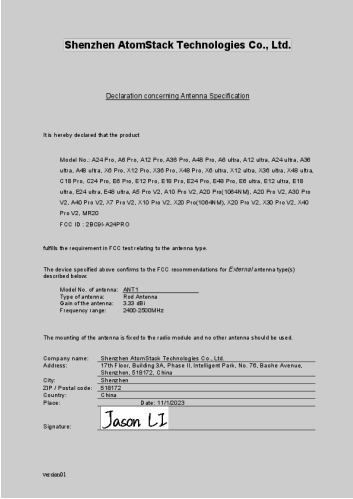 Shenzhen AtomStack Technologies Co., Ltd.
Declaration concerning Antenna Specification
It is hereby declared that the product
Model No.: A24 Pro, A6 Pro, A12 Pro, A36 Pro, A48 Pro, A6 ultra, A12 ultra, A24 ultra, A36
ultra, A48 ultra, X6 Pro, X12 Pro, X36 Pro, X48 Pro, X6 ultra, X12 ultra, X36 ultra, X48 ultra,
C18 Pro, C24 Pro, E6 Pro, E12 Pro, E18 Pro, E24 Pro, E48 Pro, E6 ultra, E12 ultra, E18
ultra, E24 ultra, E48 ultra, A5 Pro V2, A10 Pro V2, A20 Pro(1064NM), A20 Pro V2, A30 Pro
V2, A40 Pro V2, X7 Pro V2, X10 Pro V2, X20 Pro(1064NM), X20 Pro V2, X30 Pro V2, X40
Pro V2, MR20
FCC ID : 2BC9I-A24PRO
fulfills the requirement in FCC test relating to the antenna type.
The device specified above confirms to the FCC recommendations for External antenna type(s)
described below:
Model No. of antenna: ANT1
Type of antenna: Rod Antenna
Gain of the antenna: 3.33 dBi
Frequency range: 2400-2500MHz
The mounting of the antenna is fixed to the radio module and no other antenna should be used.
Company name: Shenzhen AtomStack Technologies Co., Ltd.
Address: 17th Floor, Building 3A, Phase II, Intelligent Park, No. 76, Baohe Avenue,
Shenzhen, 518172, China
City: Shenzhen
ZIP / Postal code: 518172
Country: China
Place: Date: 11/1/2023
Signature: Jason LI
version01